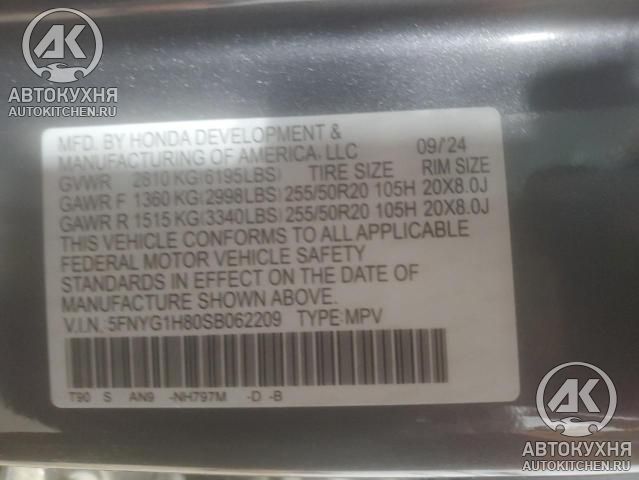 АК
АВТОКУХНЯ
AUTOKITCHEN.RU
MFD. BY HONDA DEVELOPMENT & MANUFACTURING OF AMERICA, LLC 09/'24
GVWR 2810 KG (6195LBS) TIRE SIZE RIM SIZE
GAWR F 1360 KG (2998LBS) 255/50R20 105H 20X8.0J
GAWR R 1515 KG (3340LBS) 255/50R20 105H 20X8.0J
THIS VEHICLE CONFORMS TO ALL APPLICABLE
FEDERAL MOTOR VEHICLE SAFETY
STANDARDS IN EFFECT ON THE DATE OF
MANUFACTURE SHOWN ABOVE.
V.I.N.: 5FNYG1H80SB062209 TYPE:MPV
T90 S AN9 -NH797M -D -B
АК
АВТОКУХНЯ
AUTOKITCHEN.RU